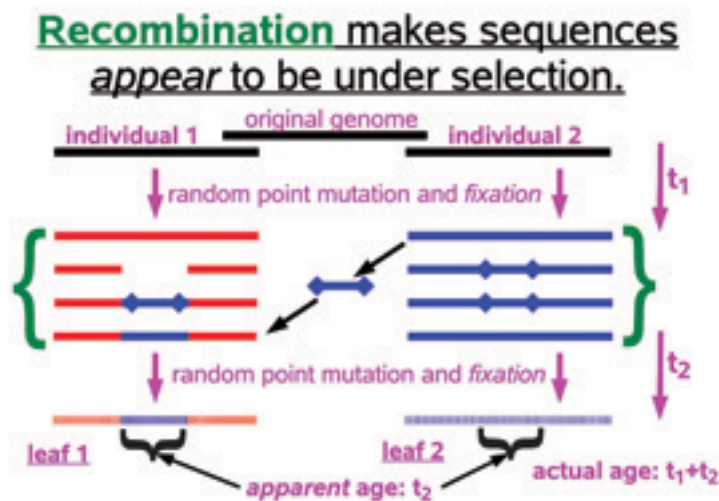 Recombination makes sequences
appear to be under selection.
original genome
individual 1
individual 2
t1
random point mutation and fixation
t2
random point mutation and fixation
leaf 1
leaf 2
apparent age: t2
actual age: t1+t2